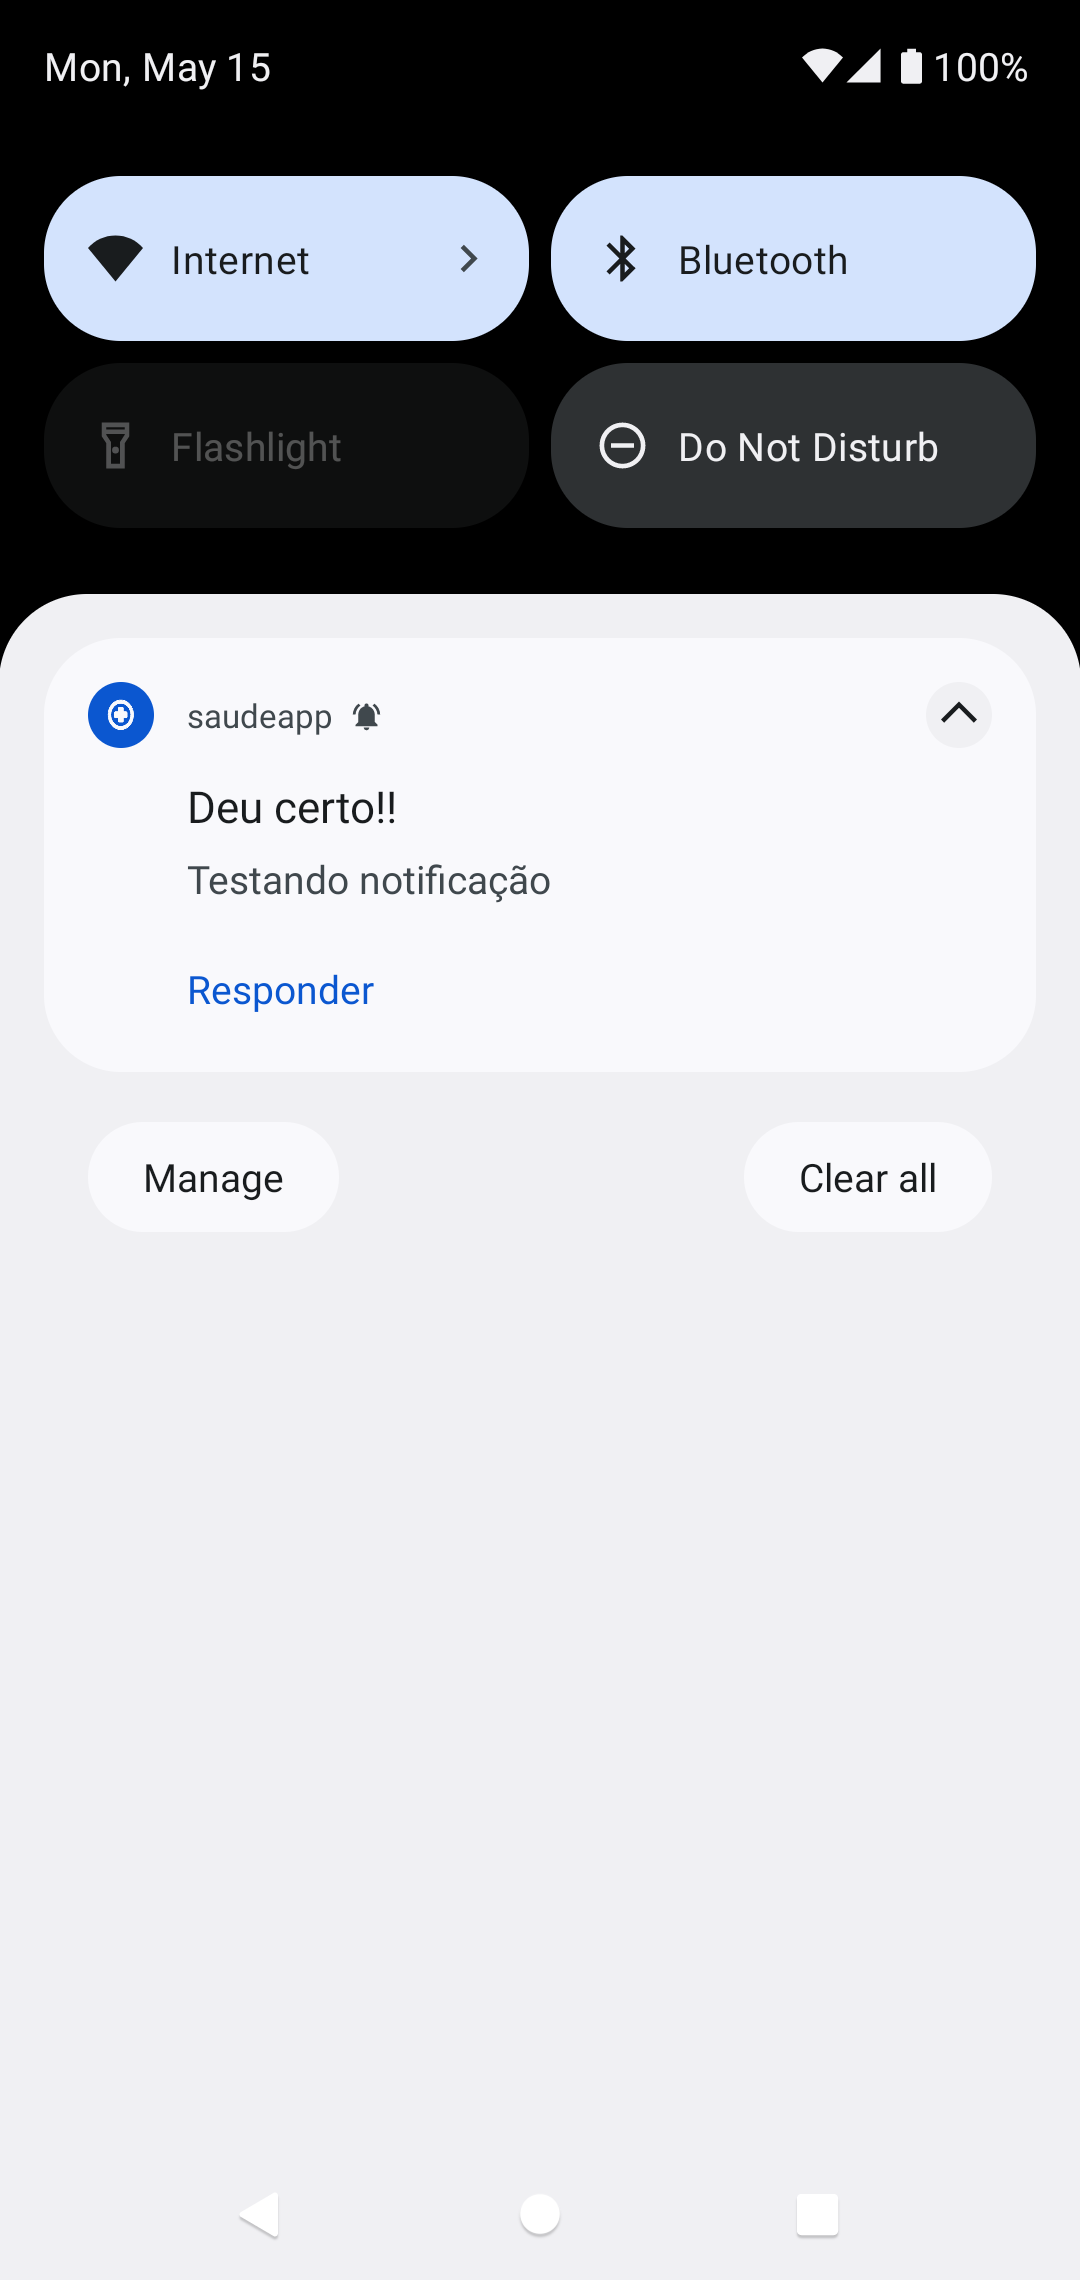 Mon, May 15
100%
Internet
Bluetooth
Flashlight
Do Not Disturb
saudeapp
Deu certo!!
Testando notificação
Responder
Manage
Clear all